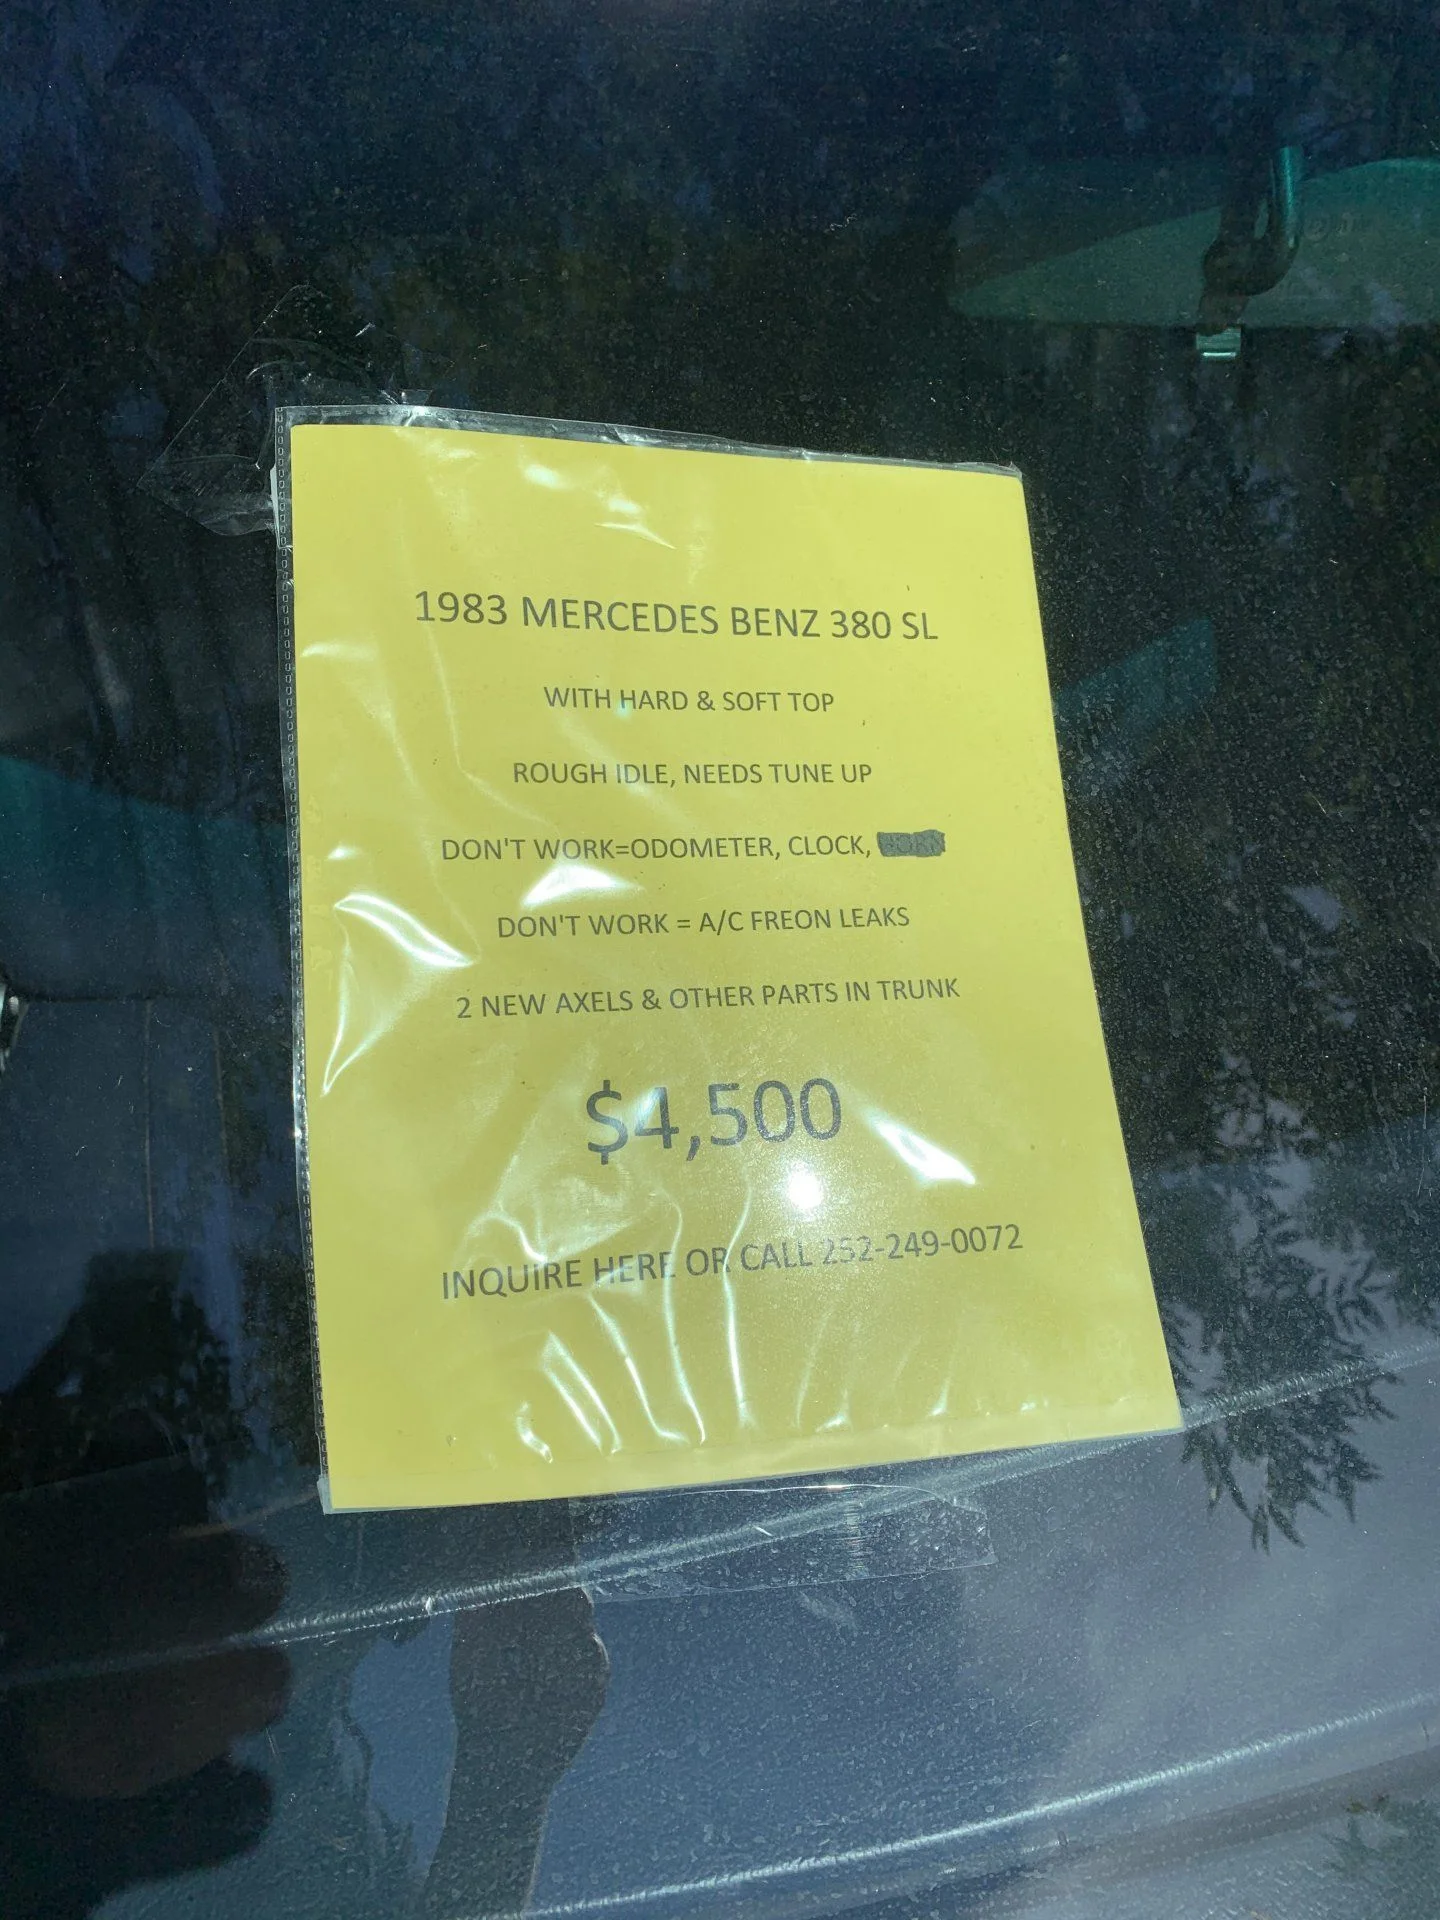 1983 MERCEDES BENZ 380 SL
WITH HARD & SOFT TOP
ROUGH IDLE, NEEDS TUNE UP
DON'T WORK=ODOMETER, CLOCK, HORN
DON'T WORK = A/C FREON LEAKS
2 NEW AXELS & OTHER PARTS IN TRUNK
$4,500
INQUIRE HERE OR CALL 252-249-0072